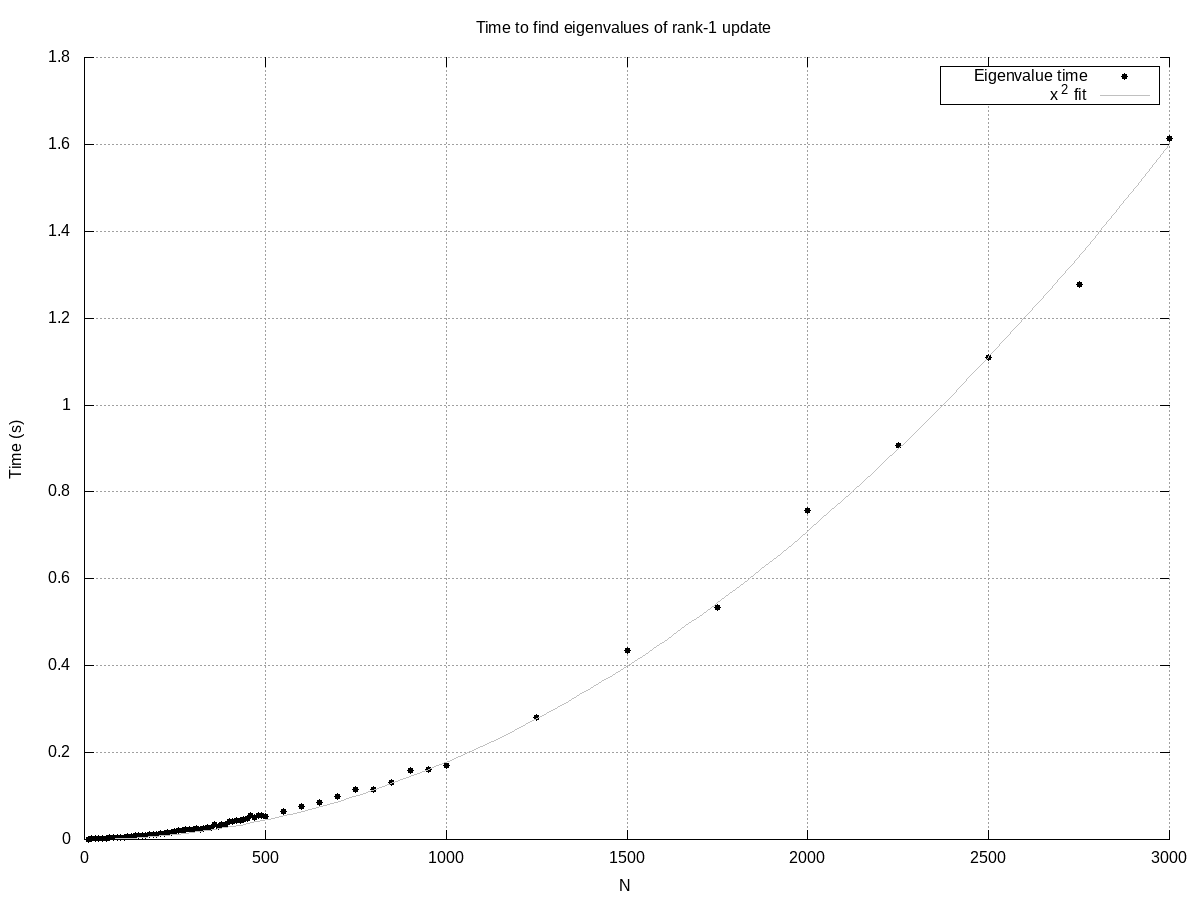 Time to find eigenvalues of rank-1 update
1.8
Eigenvalue time
x² fit
1.6
1.4
1.2
1
0.8
0.6
0.4
0.2
0
Time (s)
0 500 1000 1500 2000 2500 3000
N